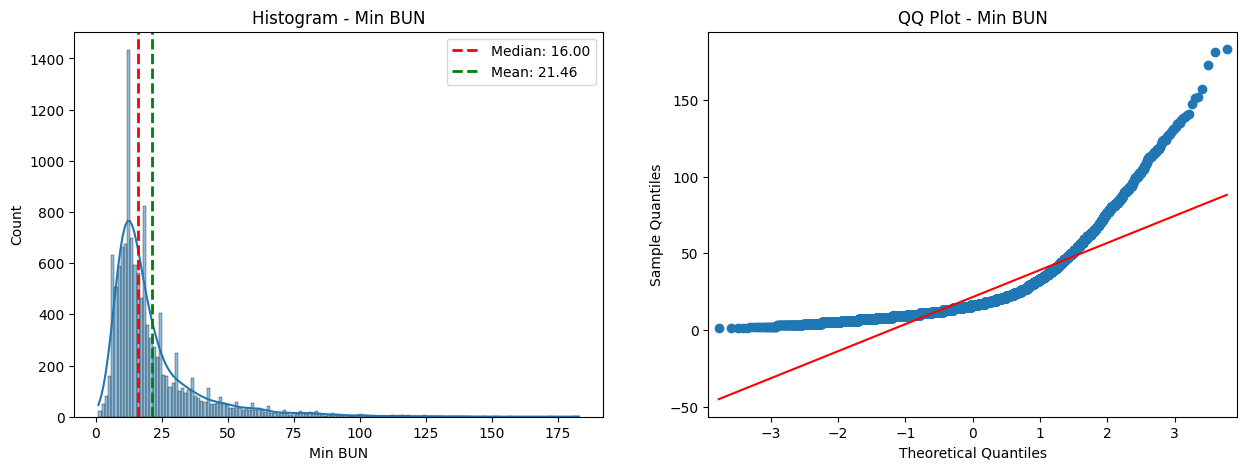 Histogram - Min BUN
Median: 16.00
Mean: 21.46
Count
1400
1200
1000
800
600
400
200
0
0 25 50 75 100 125 150 175
Min BUN
QQ Plot - Min BUN
Sample Quantiles
150
100
50
0
−50
−3 −2 −1 0 1 2 3
Theoretical Quantiles